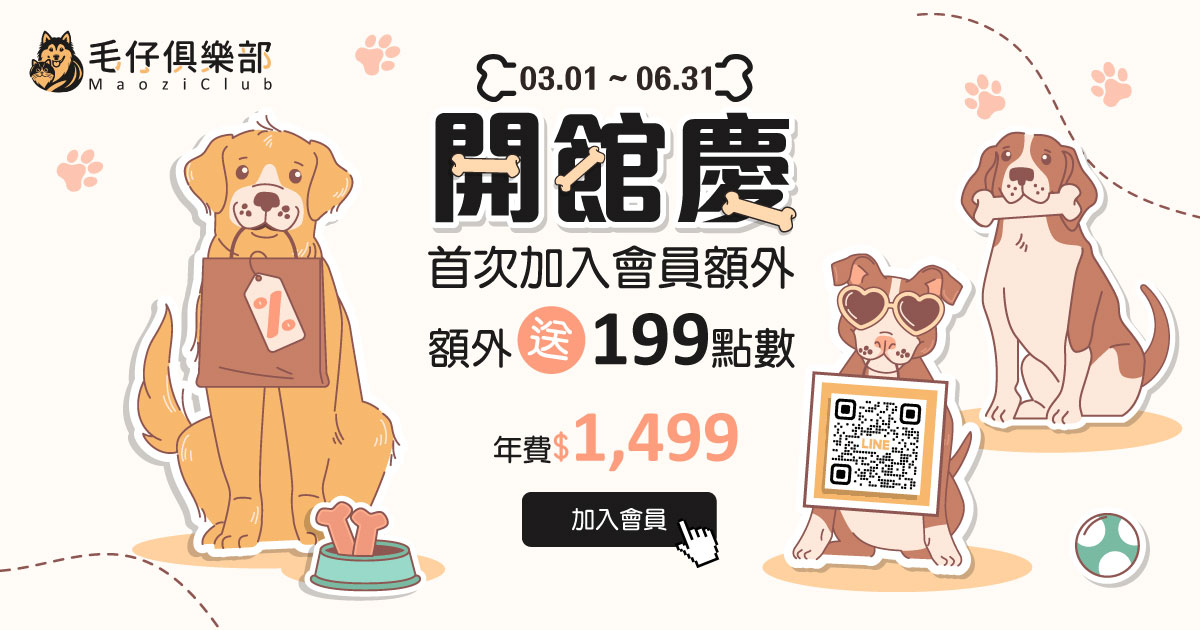 毛仔俱樂部
MaoziClub
03.01 ~ 06.31
開館慶
首次加入會員額外
額外送199點數
年費$1,499
加入會員
%
LINE